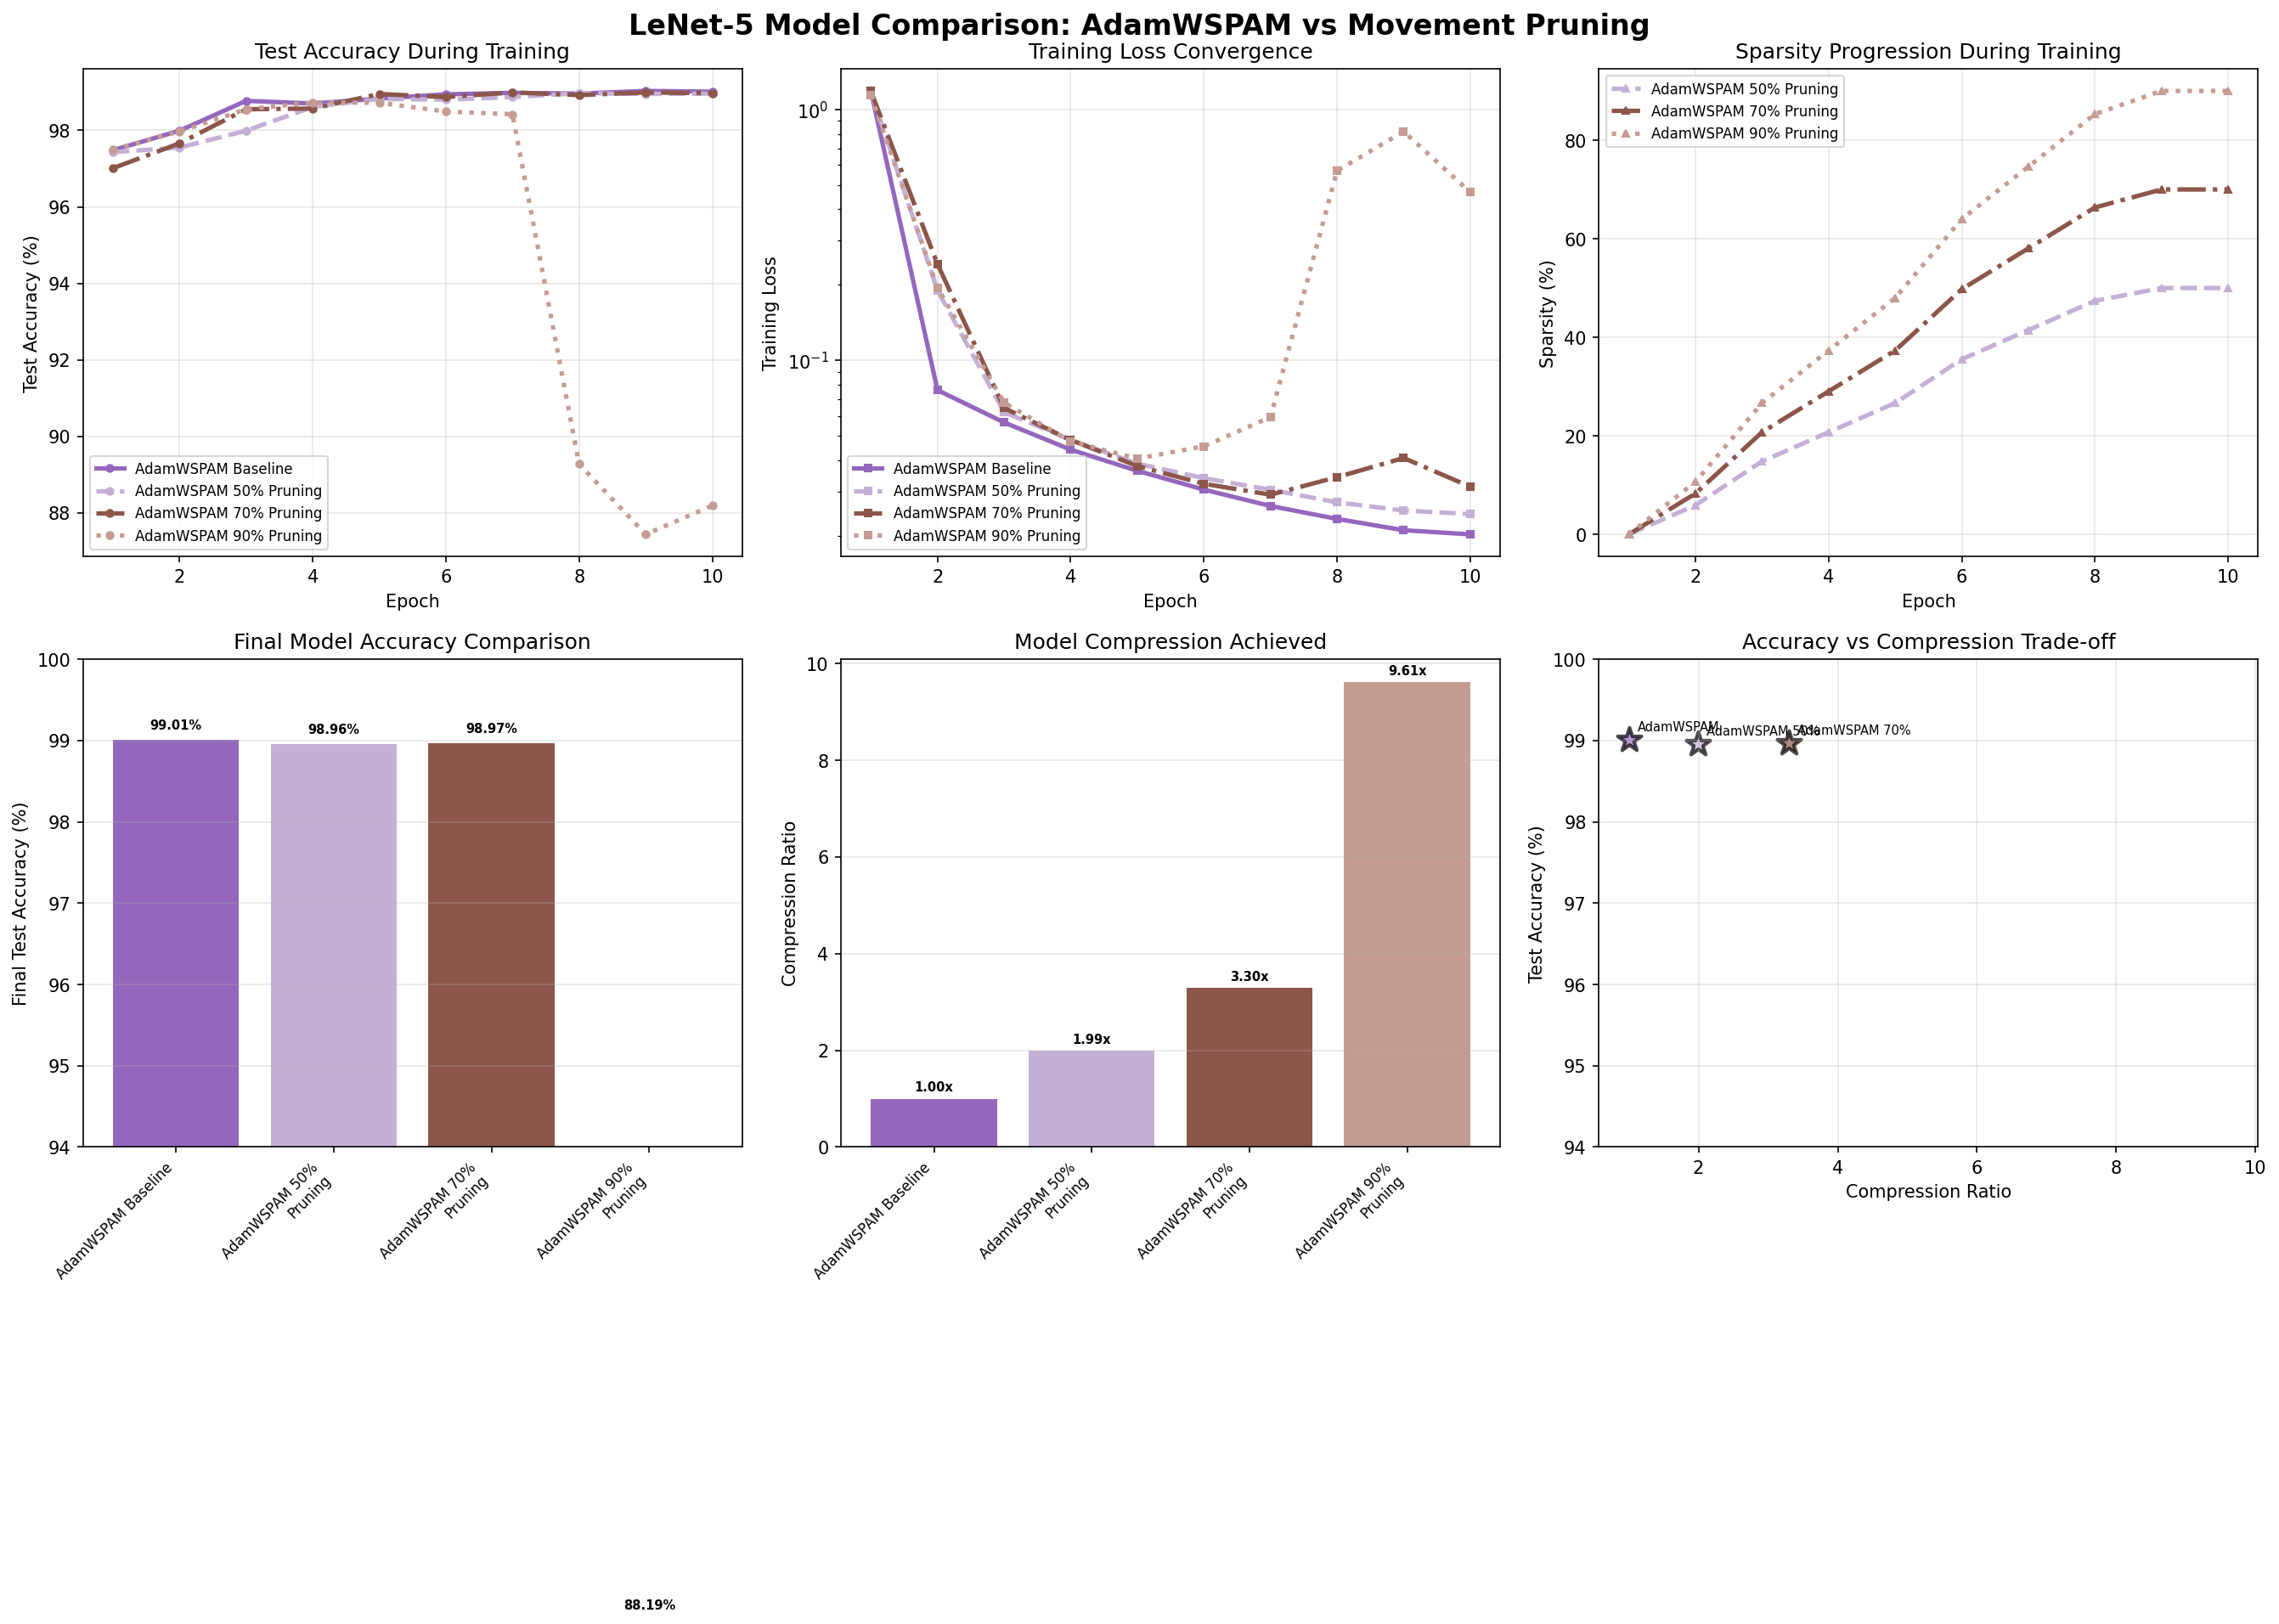 LeNet-5 Model Comparison: AdamWSPAM vs Movement Pruning
Test Accuracy During Training
Test Accuracy (%)
98
96
94
92
90
88
AdamWSPAM Baseline
AdamWSPAM 50% Pruning
AdamWSPAM 70% Pruning
AdamWSPAM 90% Pruning
2 4 6 8 10
Epoch
Training Loss Convergence
Training Loss
10⁰
10⁻¹
AdamWSPAM Baseline
AdamWSPAM 50% Pruning
AdamWSPAM 70% Pruning
AdamWSPAM 90% Pruning
2 4 6 8 10
Epoch
Sparsity Progression During Training
Sparsity (%)
AdamWSPAM 50% Pruning
AdamWSPAM 70% Pruning
AdamWSPAM 90% Pruning
80
60
40
20
0
2 4 6 8 10
Epoch
Final Model Accuracy Comparison
Final Test Accuracy (%)
100
99
98
97
96
95
94
99.01%
98.96%
98.97%
AdamWSPAM Baseline
AdamWSPAM 50%
Pruning
AdamWSPAM 70%
Pruning
AdamWSPAM 90%
Pruning
88.19%
Model Compression Achieved
Compression Ratio
10
8
6
4
2
0
1.00x
1.99x
3.30x
9.61x
AdamWSPAM Baseline
AdamWSPAM 50%
Pruning
AdamWSPAM 70%
Pruning
AdamWSPAM 90%
Pruning
Accuracy vs Compression Trade-off
Test Accuracy (%)
100
99
98
97
96
95
94
AdamWSPAM
AdamWSPAM 50%
AdamWSPAM 70%
2 4 6 8 10
Compression Ratio